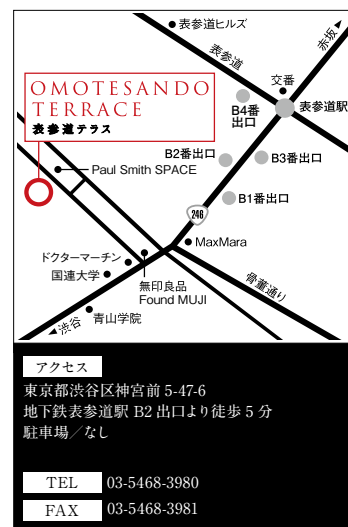 表参道ヒルズ
表参道
赤坂
交番
OMOTESANDO
TERRACE
表参道テラス
B4番
出口
表参道駅
B2番出口
B3番出口
Paul Smith SPACE
B1番出口
246
MaxMara
ドクターマーチン
国連大学
無印良品
Found MUJI
骨董通り
渋谷
青山学院
アクセス
東京都渋谷区神宮前 5-47-6
地下鉄表参道駅 B2 出口より徒歩 5 分
駐車場／なし
TEL 03-5468-3980
FAX 03-5468-3981